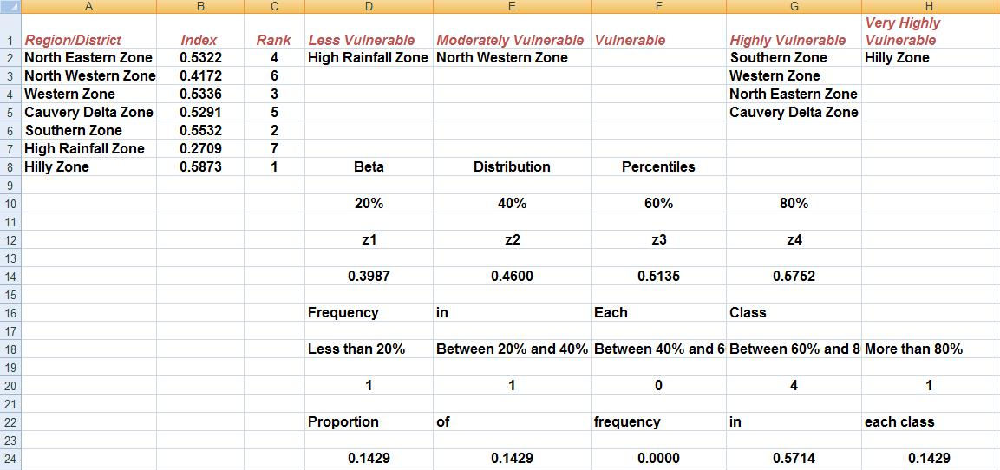 A B C D E F G H
Very Highly
1 Region/District Index Rank Less Vulnerable Moderately Vulnerable Vulnerable Highly Vulnerable Vulnerable
2 North Eastern Zone 0.5322 4 High Rainfall Zone North Western Zone Southern Zone Hilly Zone
3 North Western Zone 0.4172 6 Western Zone
4 Western Zone 0.5336 3 North Eastern Zone
5 Cauvery Delta Zone 0.5291 5 Cauvery Delta Zone
6 Southern Zone 0.5532 2
7 High Rainfall Zone 0.2709 7
8 Hilly Zone 0.5873 1 Beta Distribution Percentiles
9
10 20% 40% 60% 80%
11
12 z1 z2 z3 z4
13
14 0.3987 0.4600 0.5135 0.5752
15
16 Frequency in Each Class
17
18 Less than 20% Between 20% and 40% Between 40% and 6 Between 60% and 8 More than 80%
19
20 1 1 0 4 1
21
22 Proportion of frequency in each class
23
24 0.1429 0.1429 0.0000 0.5714 0.1429